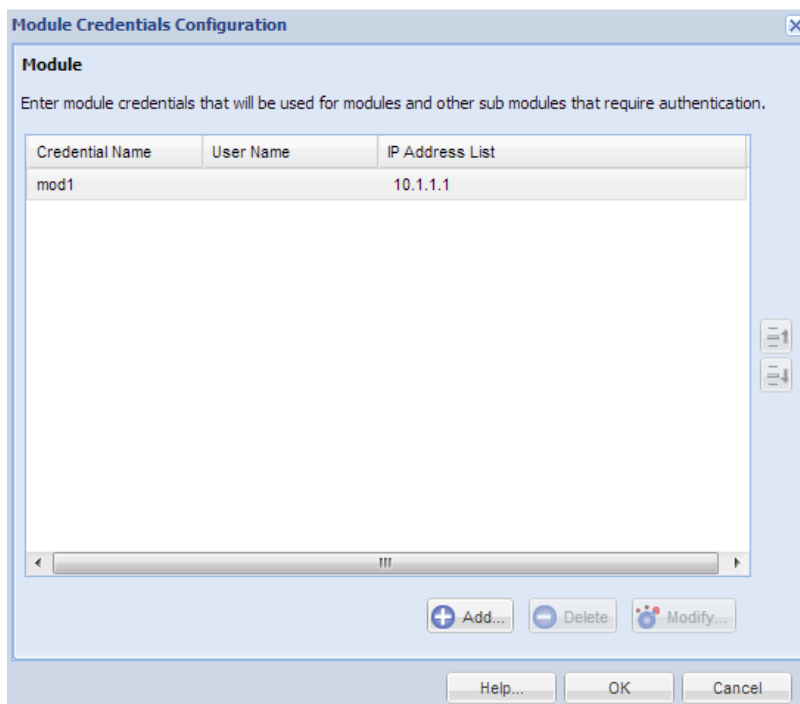 Module Credentials Configuration
Module
Enter module credentials that will be used for modules and other sub modules that require authentication.
Credential Name User Name IP Address List
mod1 10.1.1.1
Add... Delete Modify...
Help... OK Cancel